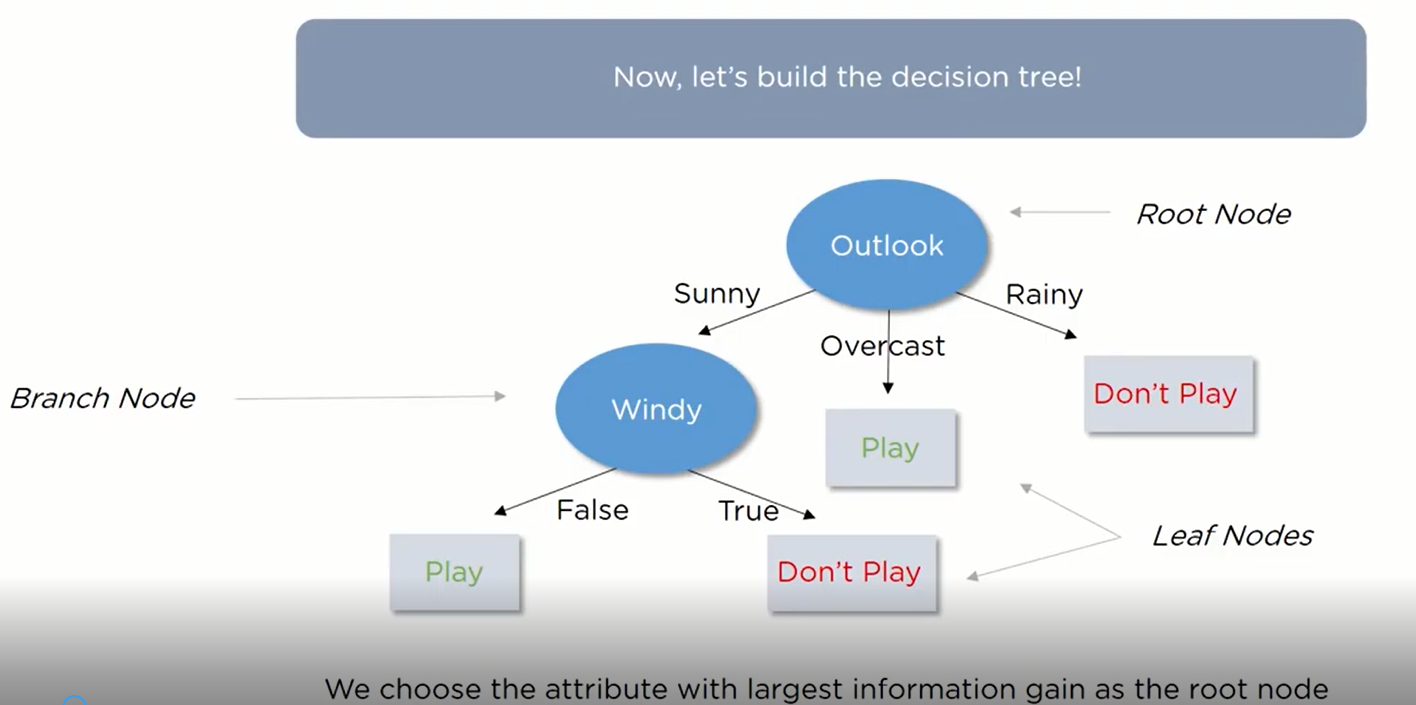 Now, let's build the decision tree!
Root Node
Outlook
Sunny
Rainy
Overcast
Branch Node
Windy
Don't Play
Play
False
True
Leaf Nodes
Play
Don't Play
We choose the attribute with largest information gain as the root node